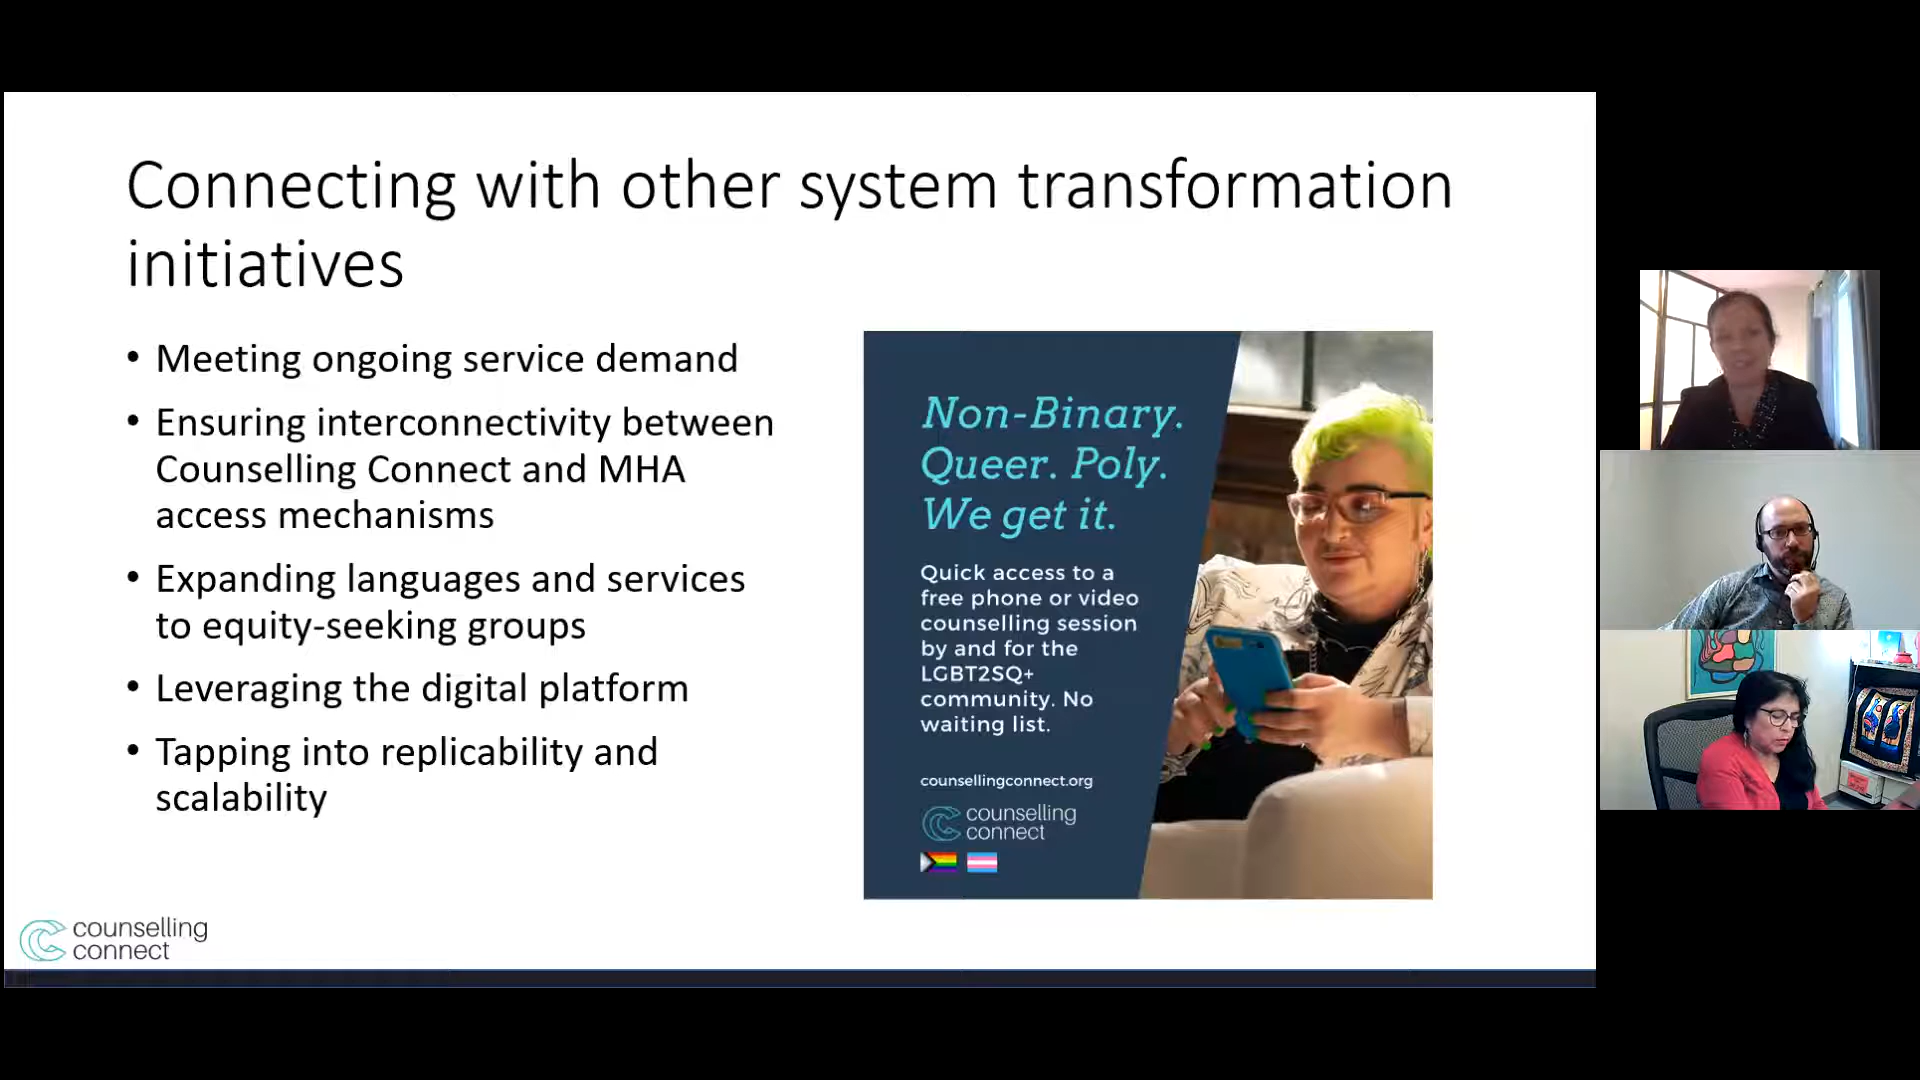 Connecting with other system transformation
initiatives
• Meeting ongoing service demand
• Ensuring interconnectivity between
Counselling Connect and MHA
access mechanisms
• Expanding languages and services
to equity-seeking groups
• Leveraging the digital platform
• Tapping into replicability and
scalability
Non-Binary.
Queer. Poly.
We get it.
Quick access to a
free phone or video
counselling session
by and for the
LGBT2SQ+
community. No
waiting list.
counsellingconnect.org
counselling
connect
counselling
connect